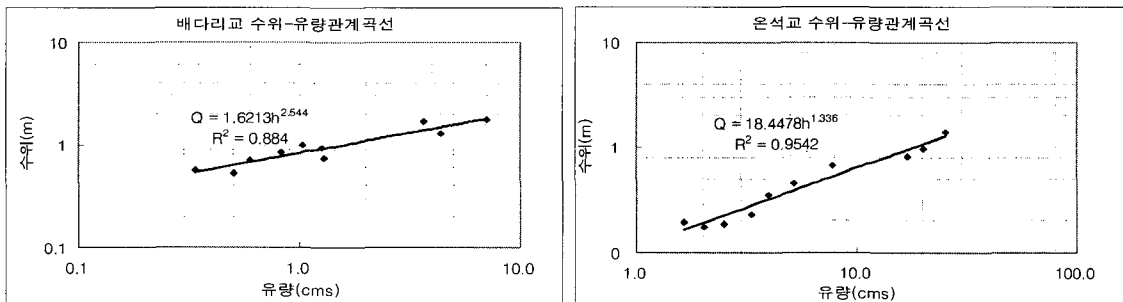 배다리교 수위-유량관계곡선
10
1
0.1
수위(m)
Q = 1.6213h^2.544
R² = 0.884
0.1
1.0
10.0
유량(cms)
온석교 수위-유량관계곡선
10
1
0
수위(m)
Q = 18.4478h^1.336
R² = 0.9542
1.0
10.0
100.0
유량(cms)